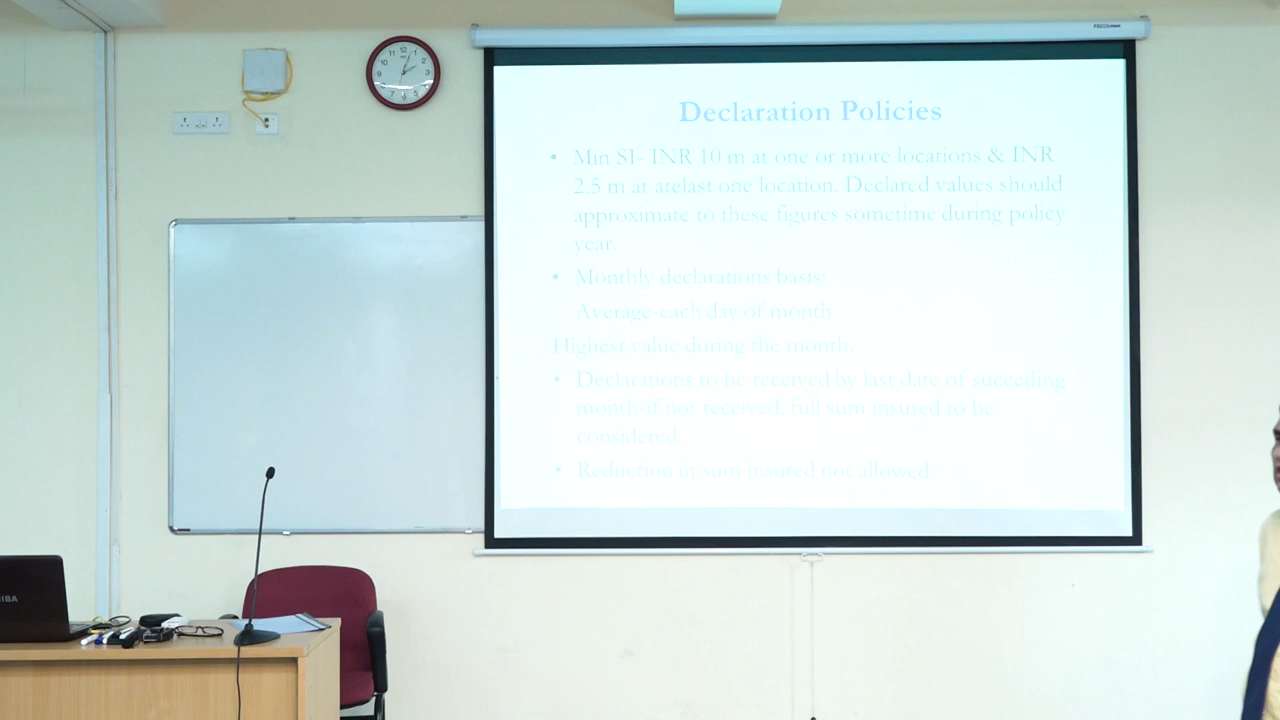 Declaration Policies
• Min SI- INR 10 m at one or more locations & INR
2.5 m at atelast one location. Declared values should
approximate to these figures sometime during policy
year.
• Monthly declarations basis:
Average-each day of month
Highest value during the month.
• Declarations to be received by last date of succeeding
month-if not received, full sum insured to be
considered.
• Reduction in sum insured not allowed